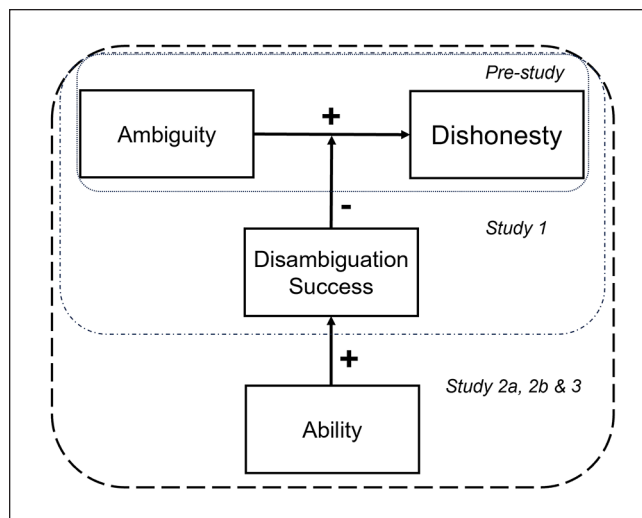 Pre-study
Ambiguity
+
Dishonesty
-
Study 1
Disambiguation
Success
+
Study 2a, 2b & 3
Ability